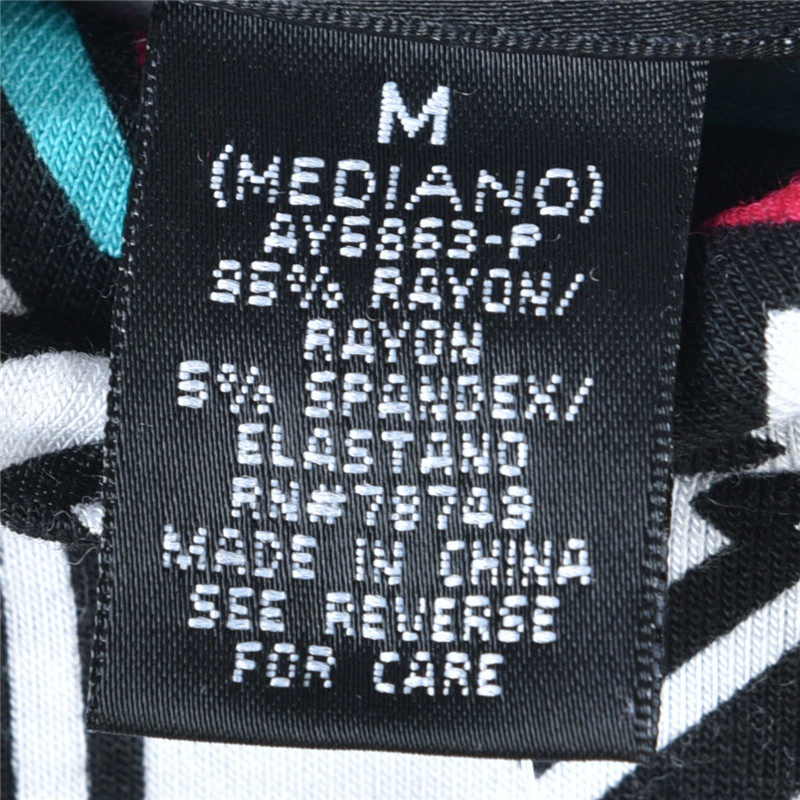 M
(MEDIANO)
AY5863-P
95% RAYON/
RAYON
5% SPANDEX/
ELASTANO
RN#78749
MADE IN CHINA
SEE REVERSE
FOR CARE